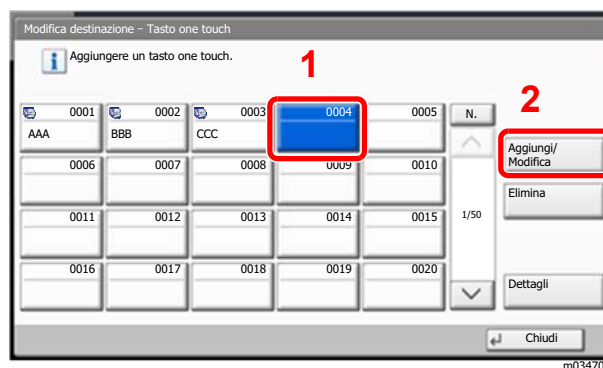 Modifica destinazione – Tasto one touch
Aggiungere un tasto one touch.
1
2
0001 0002 0003 0004 0005 N.
AAA BBB CCC
Aggiungi/
Modifica
0006 0007 0008 0009 0010
Elimina
0011 0012 0013 0014 0015 1/50
0016 0017 0018 0019 0020
Dettagli
Chiudi
m03470